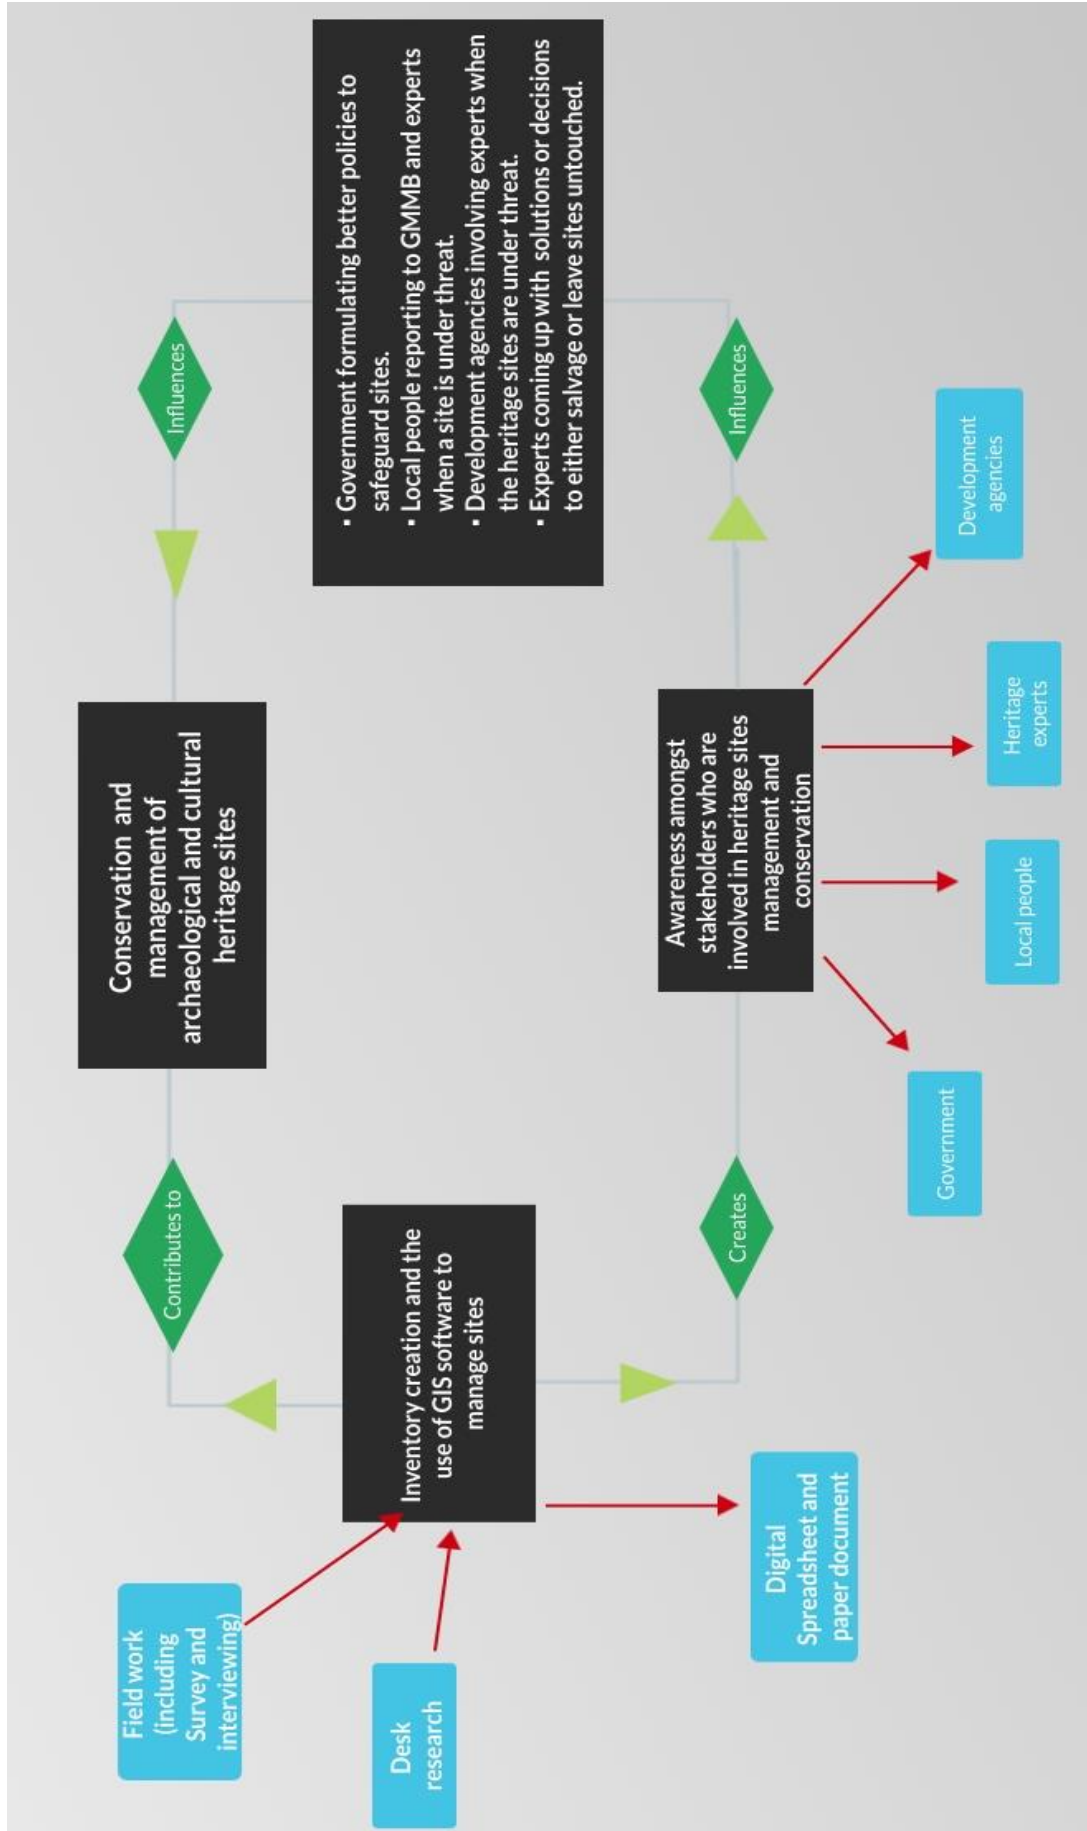 Conservation and
management of
archaeological and cultural
heritage sites
Contributes to
Influences
Field work
(including
Survey and
interviewing)
Desk
research
Inventory creation and the
use of GIS software to
manage sites
▪ Government formulating better policies to
safeguard sites.
▪ Local people reporting to GMMB and experts
when a site is under threat.
▪ Development agencies involving experts when
the heritage sites are under threat.
▪ Experts coming up with solutions or decisions
to either salvage or leave sites untouched.
Digital
Spreadsheet and
paper document
Creates
Awareness amongst
stakeholders who are
involved in heritage sites
management and
conservation
Influences
Government
Local people
Heritage
experts
Development
agencies